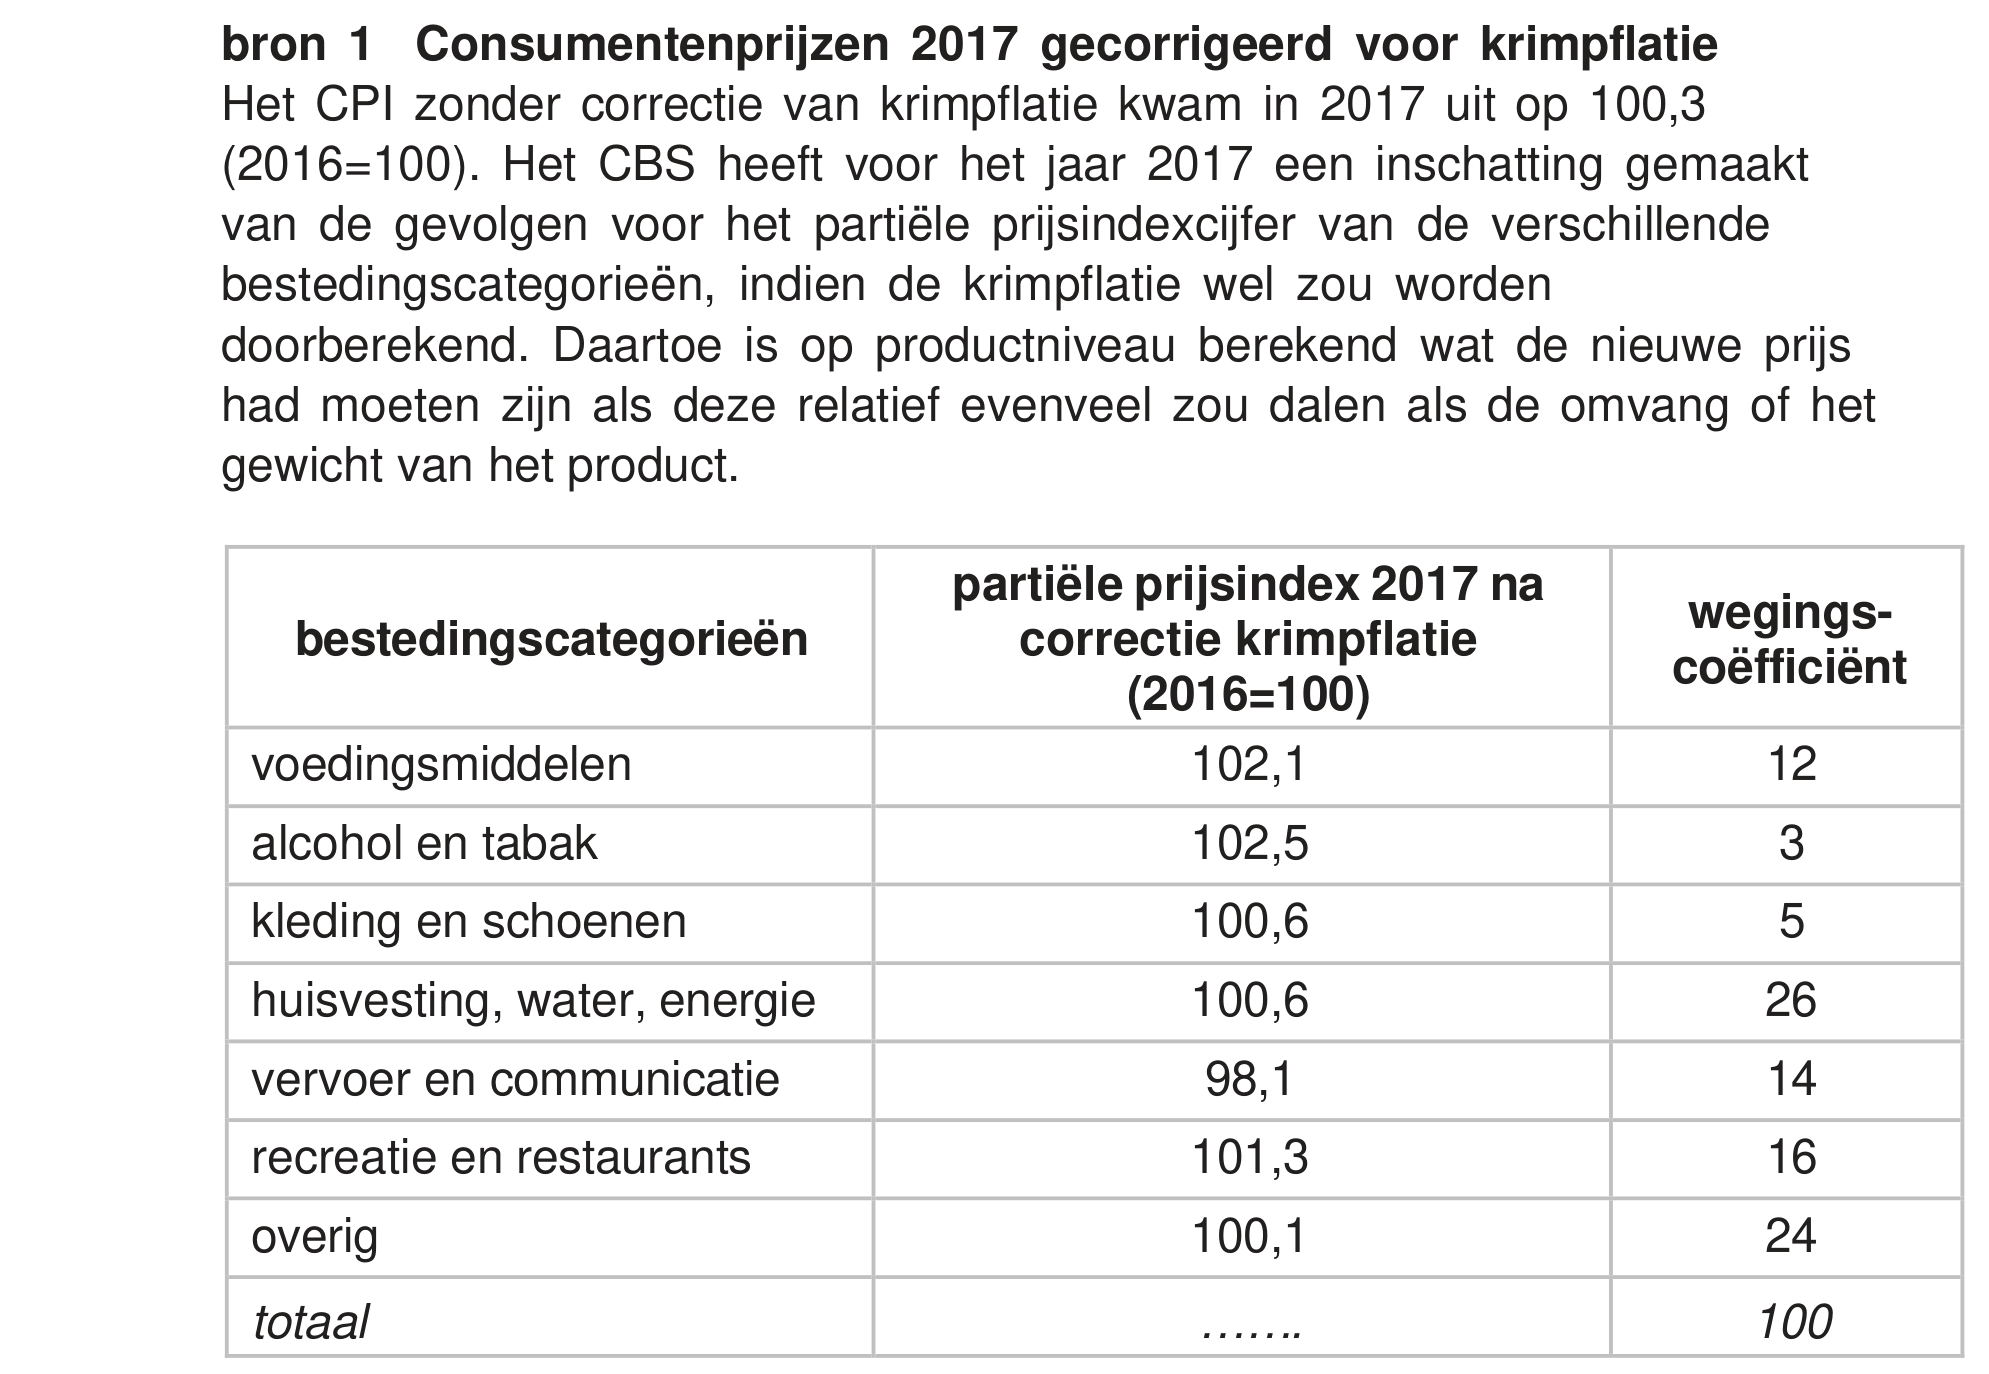 bron 1 Consumentenprijzen 2017 gecorrigeerd voor krimpflatie
Het CPI zonder correctie van krimpflatie kwam in 2017 uit op 100,3
(2016=100). Het CBS heeft voor het jaar 2017 een inschatting gemaakt
van de gevolgen voor het partiële prijsindexcijfer van de verschillende
bestedingscategorieën, indien de krimpflatie wel zou worden
doorberekend. Daartoe is op productniveau berekend wat de nieuwe prijs
had moeten zijn als deze relatief evenveel zou dalen als de omvang of het
gewicht van het product.
bestedingscategorieën
partiële prijsindex 2017 na
correctie krimpflatie
(2016=100)
wegings-
coëfficiënt
voedingsmiddelen 102,1 12
alcohol en tabak 102,5 3
kleding en schoenen 100,6 5
huisvesting, water, energie 100,6 26
vervoer en communicatie 98,1 14
recreatie en restaurants 101,3 16
overig 100,1 24
totaal ……. 100